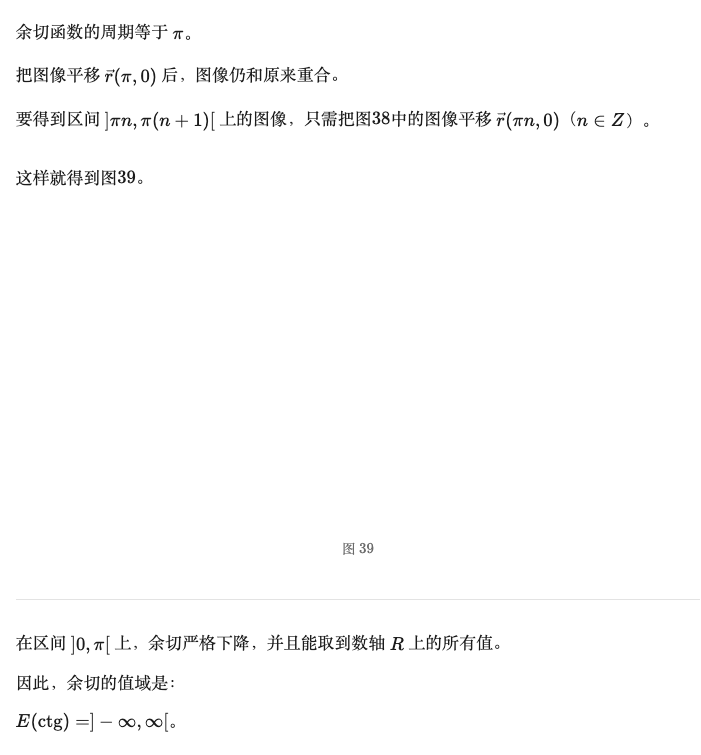 余切函数的周期等于 π。
把图像平移 r⃗(π, 0) 后，图像仍和原来重合。
要得到区间 ]πn, π(n + 1)[ 上的图像，只需把图38中的图像平移 r⃗(πn, 0)（n ∈ Z）。
这样就得到图39。
图 39
在区间 ]0, π[ 上，余切严格下降，并且能取到数轴 R 上的所有值。
因此，余切的值域是：
E(ctg) =] − ∞, ∞[。